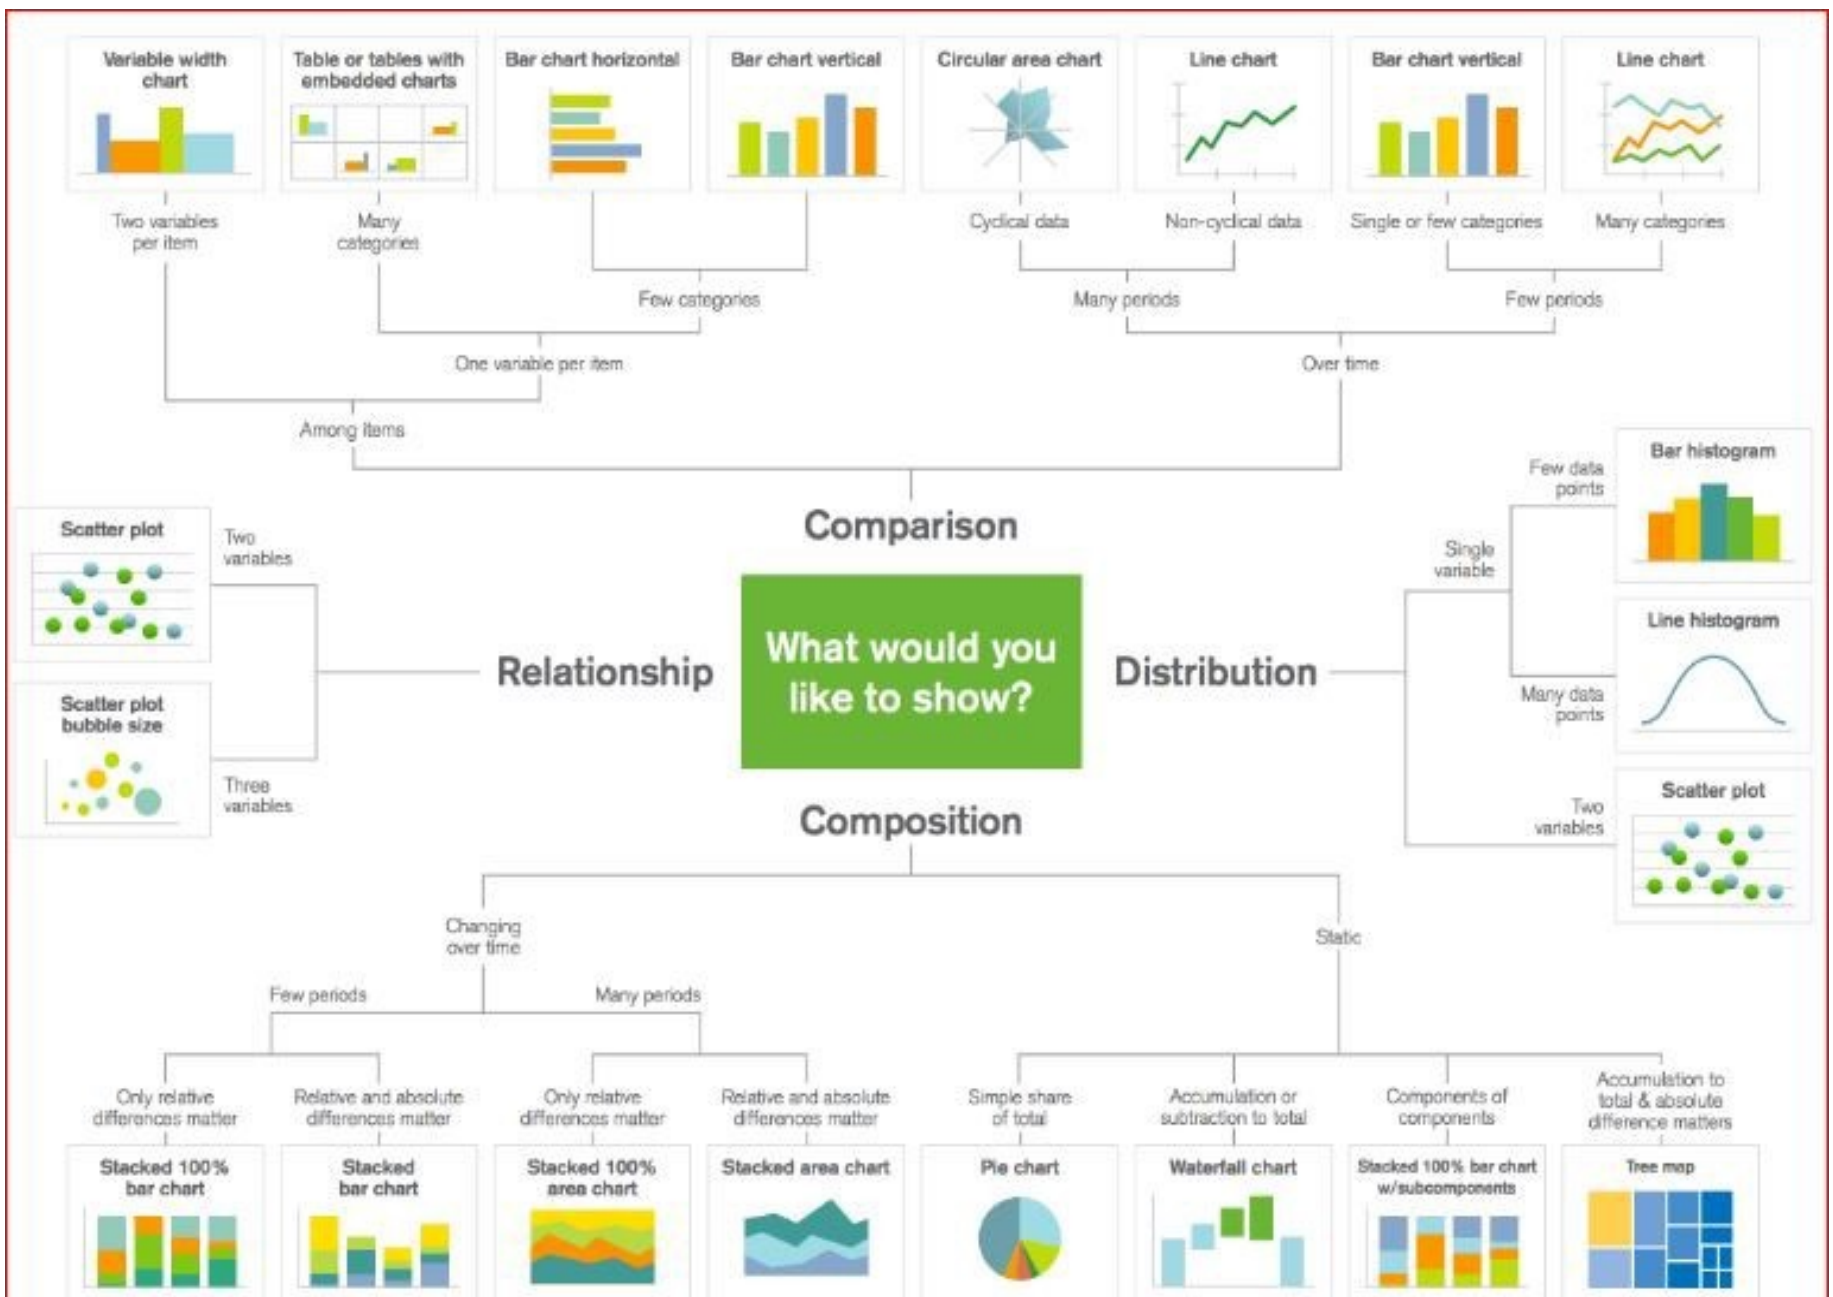 Variable width
chart
Table or tables with
embedded charts
Bar chart horizontal
Bar chart vertical
Circular area chart
Line chart
Bar chart vertical
Line chart
Two variables
per item
Many
categories
Cyclical data
Non-cyclical data
Single or few categories
Many categories
Few categories
Many periods
Few periods
One variable per item
Over time
Among items
Comparison
Scatter plot
Two
variables
Scatter plot
bubble size
Three
variables
Relationship
What would you
like to show?
Distribution
Single
variable
Few data
points
Bar histogram
Many data
points
Line histogram
Two
variables
Scatter plot
Composition
Changing
over time
Static
Few periods
Many periods
Only relative
differences matter
Relative and absolute
differences matter
Only relative
differences matter
Relative and absolute
differences matter
Simple share
of total
Accumulation or
subtraction to total
Components of
components
Accumulation to
total & absolute
difference matters
Stacked 100%
bar chart
Stacked
bar chart
Stacked 100%
area chart
Stacked area chart
Pie chart
Waterfall chart
Stacked 100% bar chart
w/subcomponents
Tree map